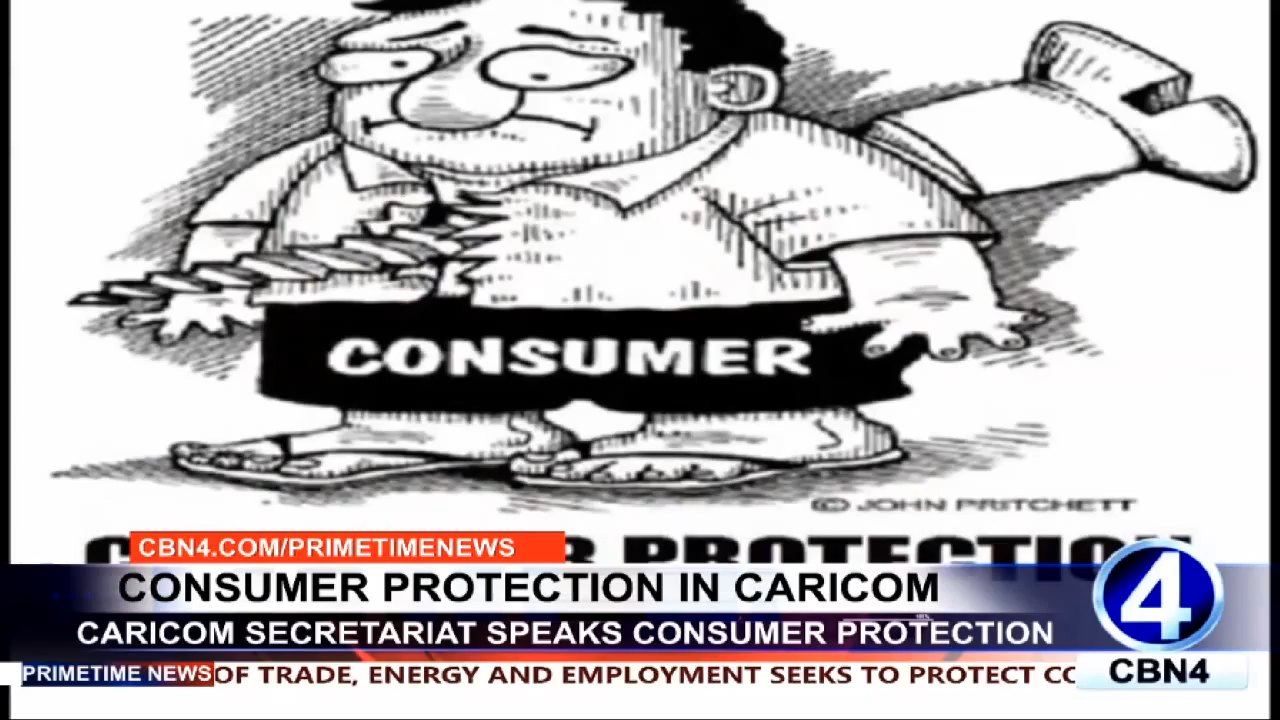 CONSUMER
© JOHN PRITCHETT
PROTECTION
CBN4.COM/PRIMETIMENEWS
CONSUMER PROTECTION IN CARICOM
CARICOM SECRETARIAT SPEAKS CONSUMER PROTECTION
4
PRIMETIME NEWS OF TRADE, ENERGY AND EMPLOYMENT SEEKS TO PROTECT
CBN4